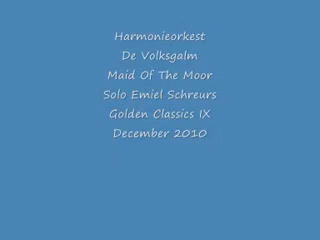 Harmonieorkest
De Volksgalm
Maid Of The Moor
Solo Emiel Schreurs
Golden Classics IX
December 2010